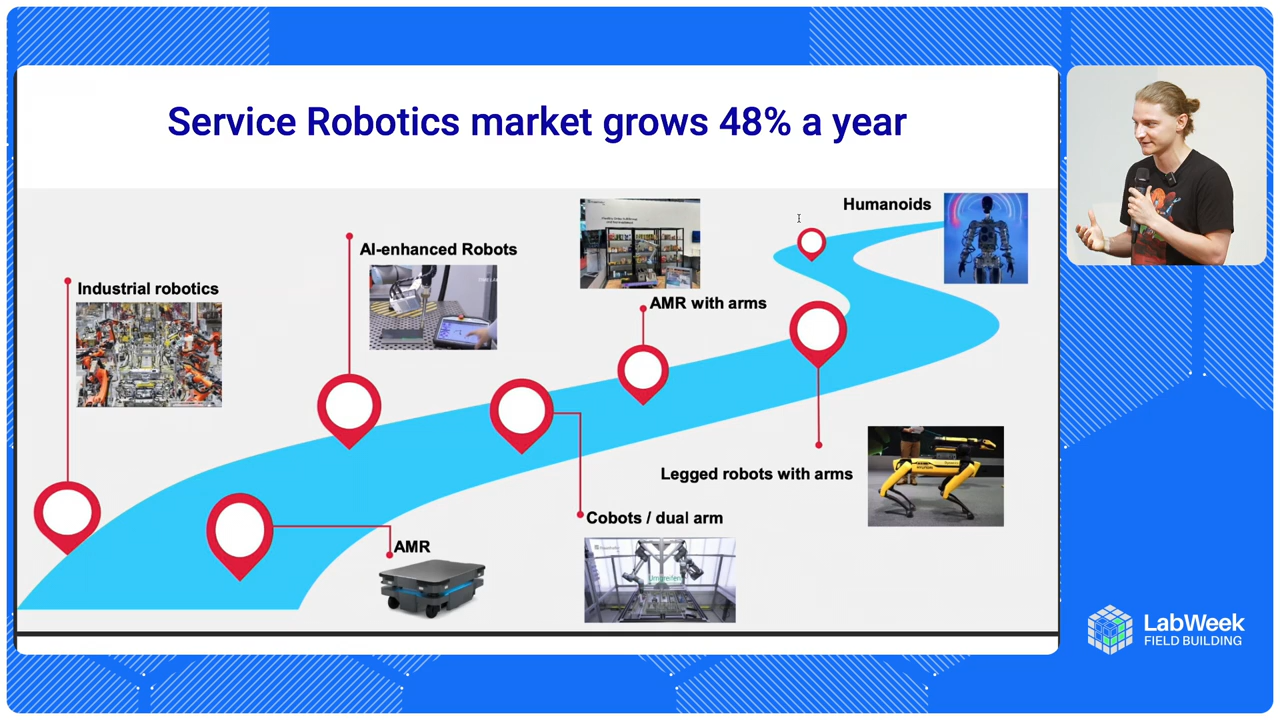 Service Robotics market grows 48% a year
Humanoids
AI-enhanced Robots
Industrial robotics
AMR with arms
Legged robots with arms
Cobots / dual arm
AMR
Umgreifen
LabWeek
FIELD BUILDING